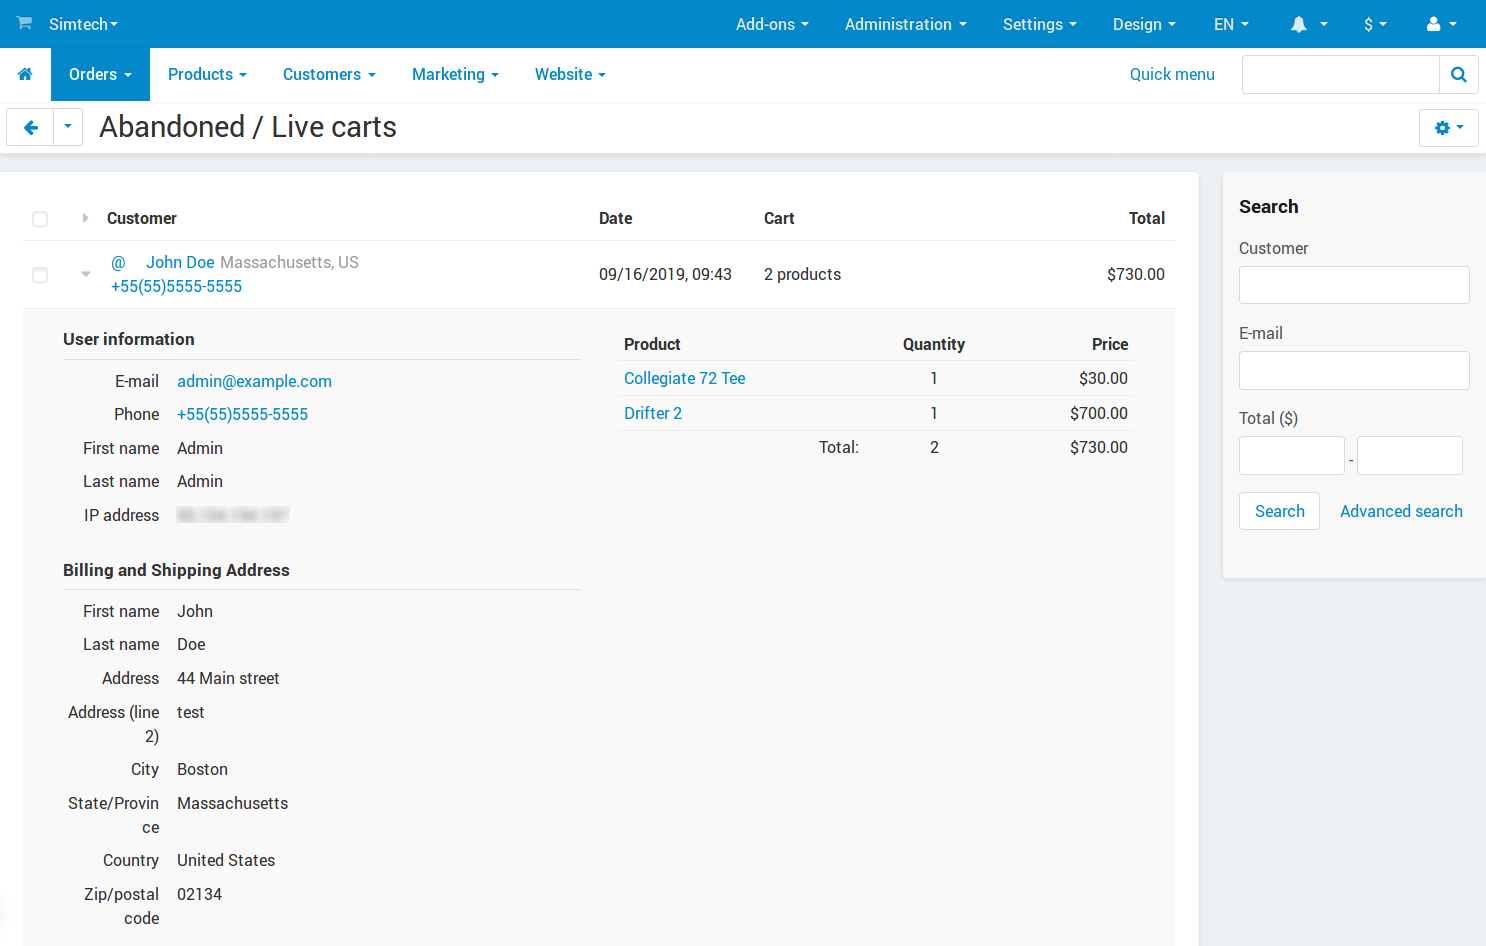 Simtech Add-ons Administration Settings Design EN $
Orders Products Customers Marketing Website Quick menu
Abandoned / Live carts
Customer Date Cart Total
@ John Doe Massachusetts, US
+55(55)5555-5555
09/16/2019, 09:43 2 products $730.00
User information
E-mail admin@example.com
Phone +55(55)5555-5555
First name Admin
Last name Admin
IP address
Billing and Shipping Address
First name John
Last name Doe
Address 44 Main street
Address (line test
2)
City Boston
State/Provin Massachusetts
ce
Country United States
Zip/postal 02134
code
Product Quantity Price
Collegiate 72 Tee 1 $30.00
Drifter 2 1 $700.00
Total: 2 $730.00
Search
Customer
E-mail
Total ($)
-
Search Advanced search